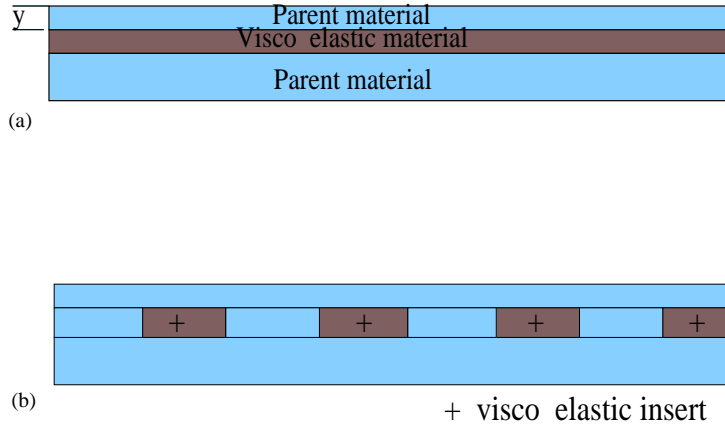 y
Parent material
Visco elastic material
Parent material
(a)
+ + + +
(b)
+ visco elastic insert